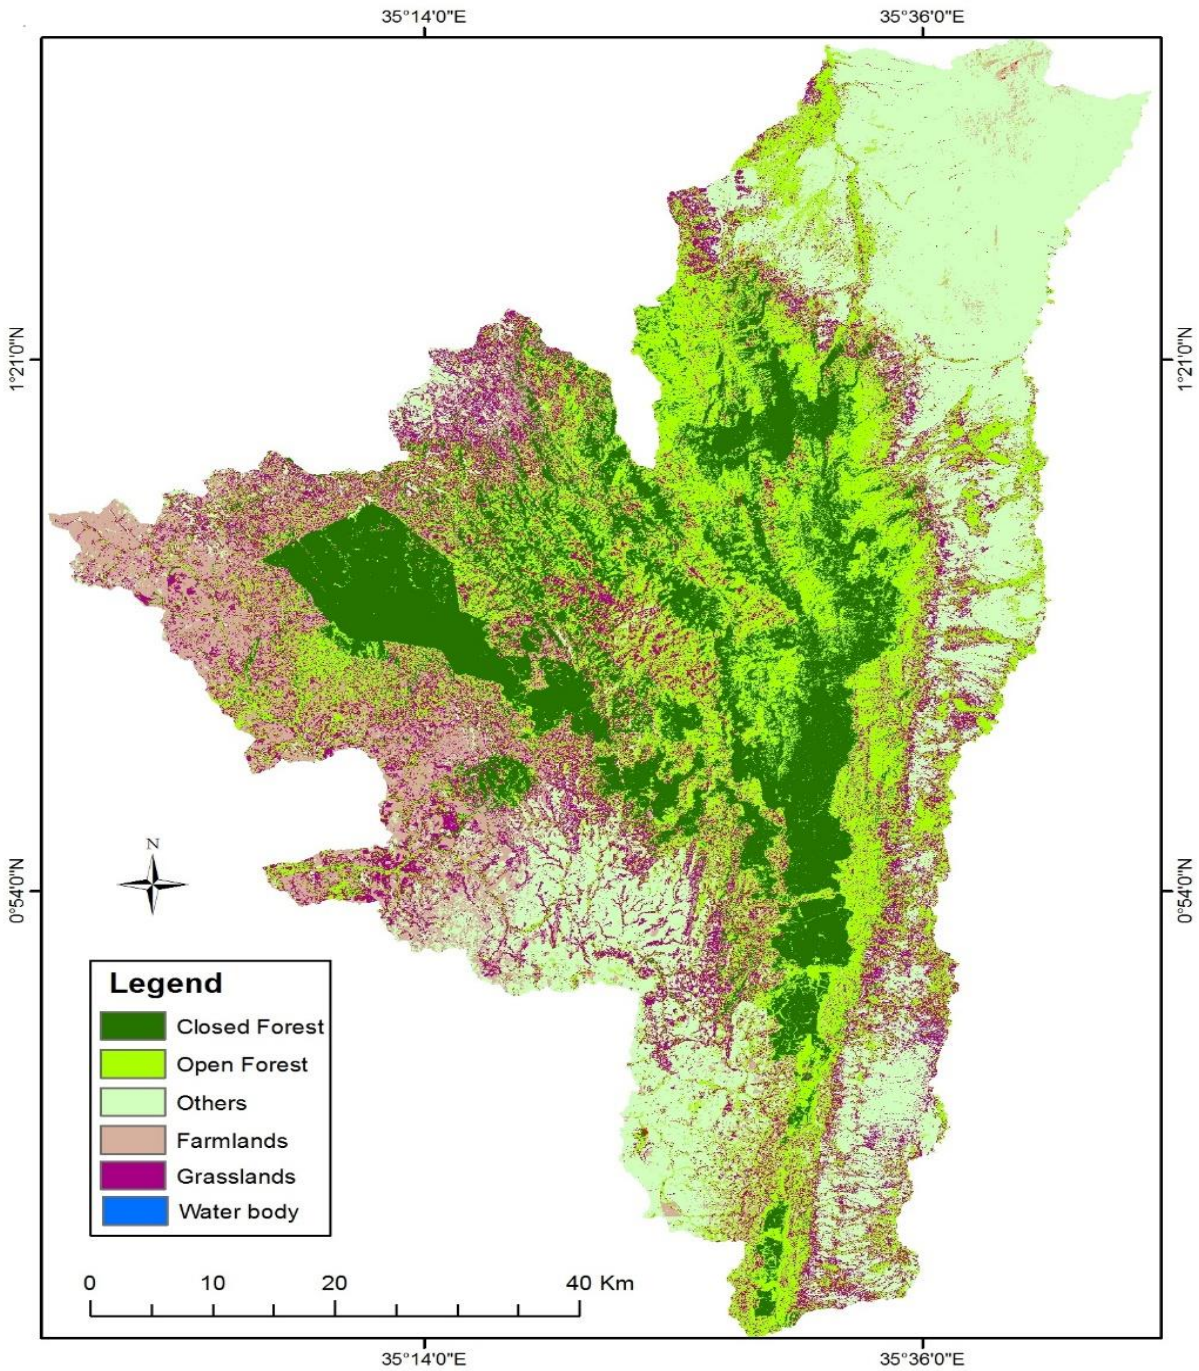 35°14'0"E 35°36'0"E
1°21'0"N 1°21'0"N
N
0°54'0"N 0°54'0"N
Legend
Closed Forest
Open Forest
Others
Farmlands
Grasslands
Water body
0 10 20 40 Km
35°14'0"E 35°36'0"E